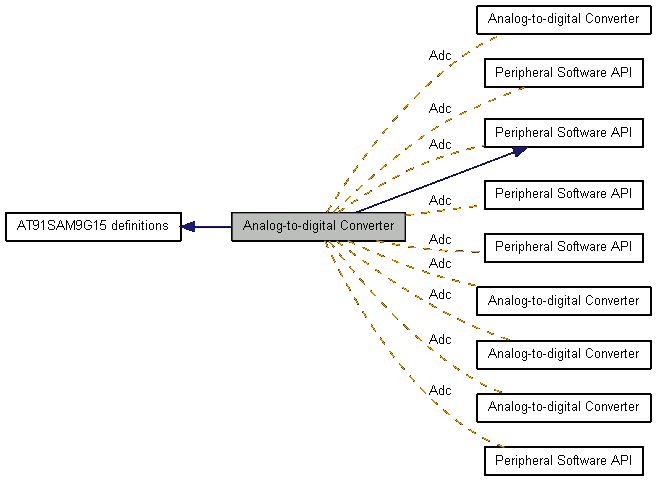 Analog-to-digital Converter
Adc
Peripheral Software API
Adc
Peripheral Software API
Adc
Peripheral Software API
Adc
AT91SAM9G15 definitions
Analog-to-digital Converter
Adc
Peripheral Software API
Adc
Analog-to-digital Converter
Adc
Analog-to-digital Converter
Adc
Analog-to-digital Converter
Adc
Peripheral Software API